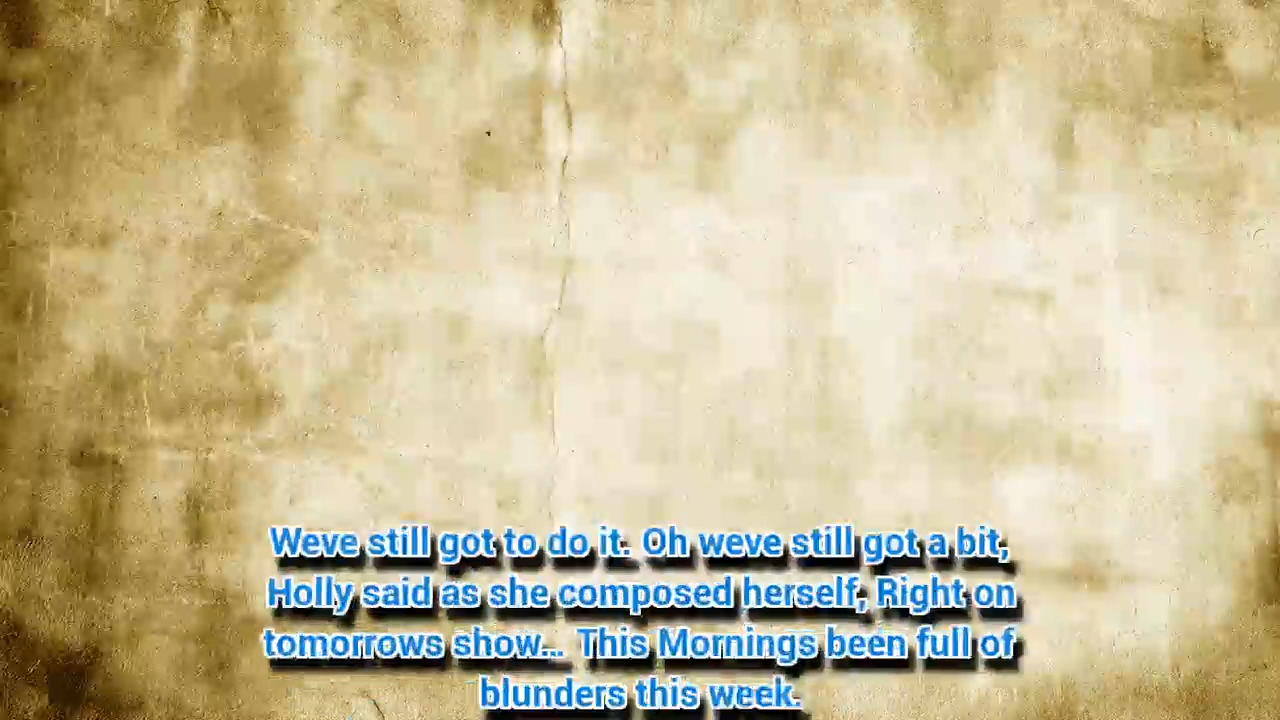 Weve still got to do it. Oh weve still got a bit,
Holly said as she composed herself, Right on
tomorrows show... This Mornings been full of
blunders this week.